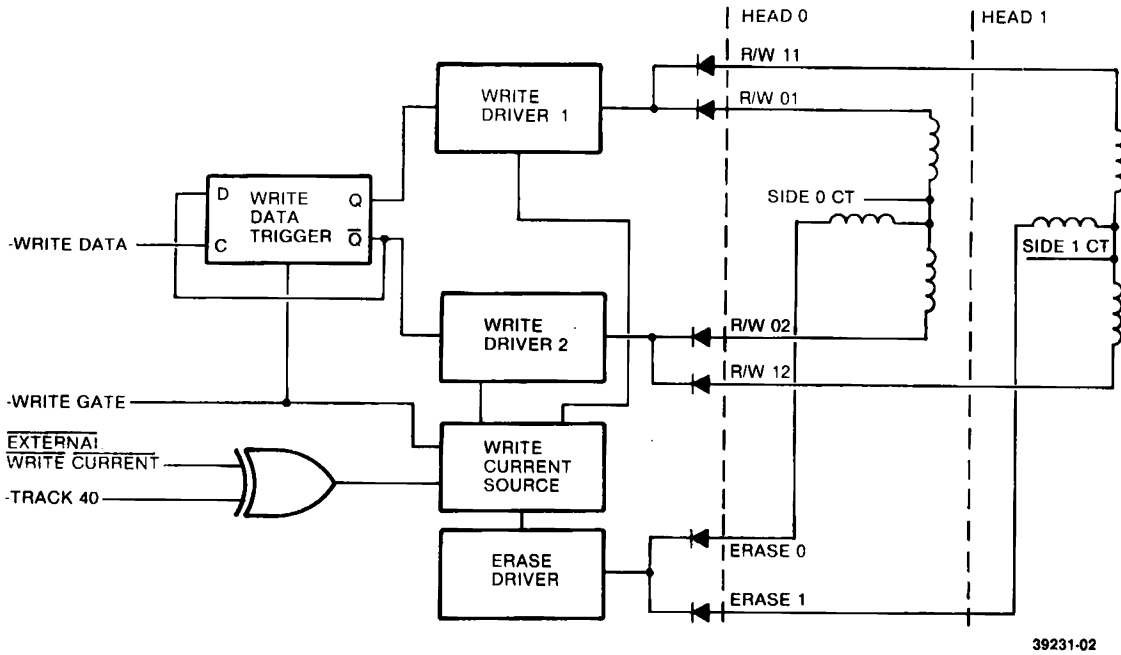 HEAD 0
HEAD 1
R/W 11
WRITE
DRIVER 1
R/W 01
D
WRITE
DATA
TRIGGER
Q
SIDE 0 CT
-WRITE DATA
C
Q̅
SIDE 1 CT
WRITE
DRIVER 2
R/W 02
R/W 12
-WRITE GATE
WRITE
CURRENT
SOURCE
EXTERNAL
WRITE CURRENT
-TRACK 40
ERASE
DRIVER
ERASE 0
ERASE 1
39231-02